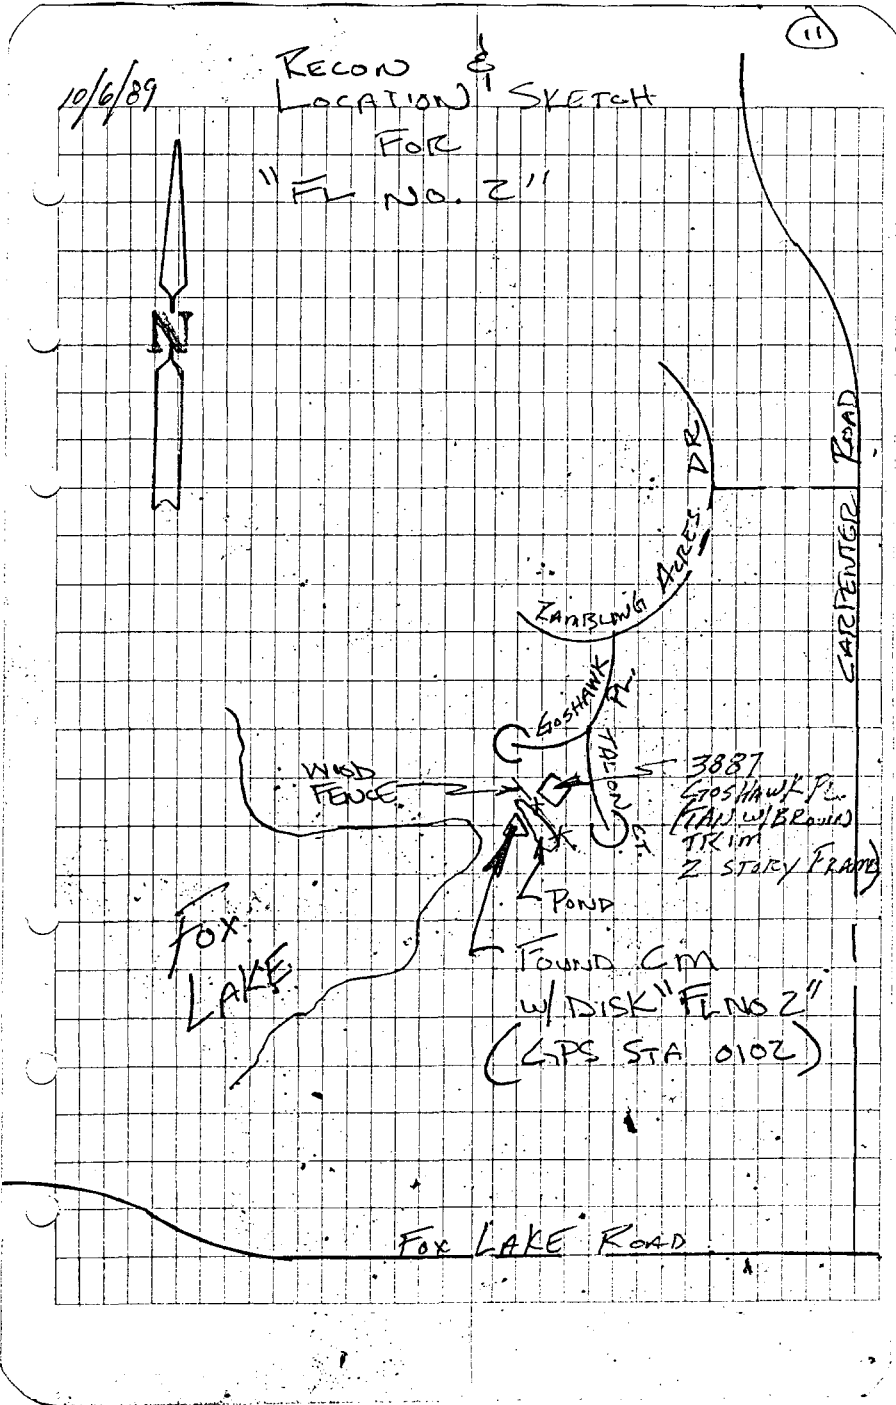 11
10/6/89
RECON &
LOCATION SKETCH
FOR
"FL NO. 2"
N
CARPENTER ROAD
ZAMBLING ACRES DR
GOSHAWK PL.
TALON CT.
WOOD
FENCE
3887
GOSHAWK PL.
(TAN W/BROWN
TRIM
2 STORY FRAME)
POND
FOX
LAKE
FOUND CM
W/ DISK "FL NO 2"
(GPS STA 0102)
FOX LAKE ROAD